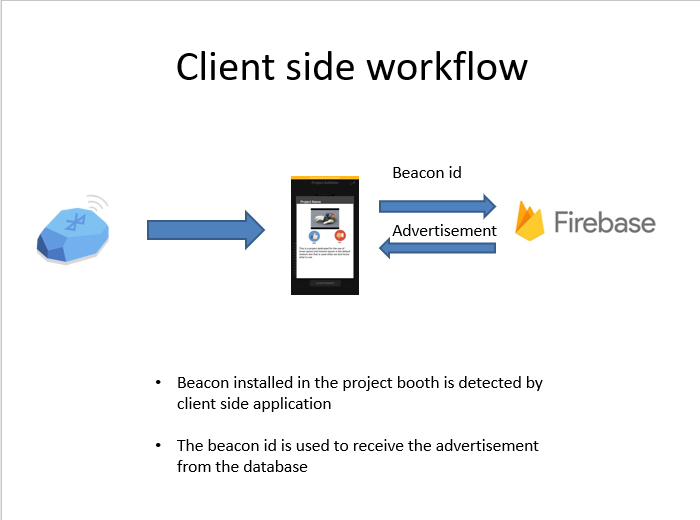 Client side workflow
Beacon id
Advertisement
Firebase
Project Name
• Beacon installed in the project booth is detected by
client side application
• The beacon id is used to receive the advertisement
from the database